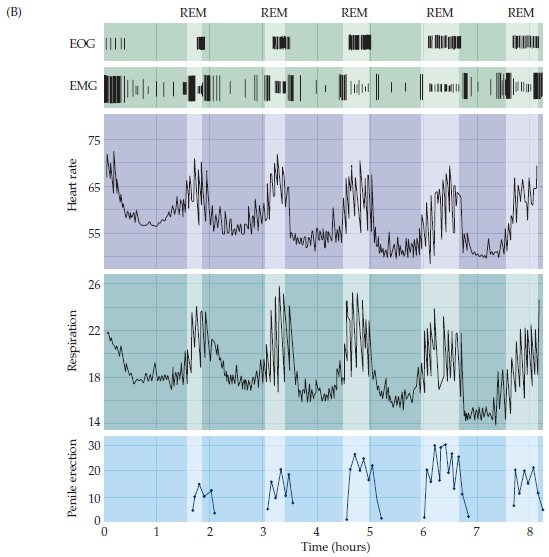 (B)
REM REM REM REM REM
EOG
EMG
Heart rate
75
65
55
Respiration
26
22
18
14
Penile erection
30
20
10
0
0 1 2 3 4 5 6 7 8
Time (hours)